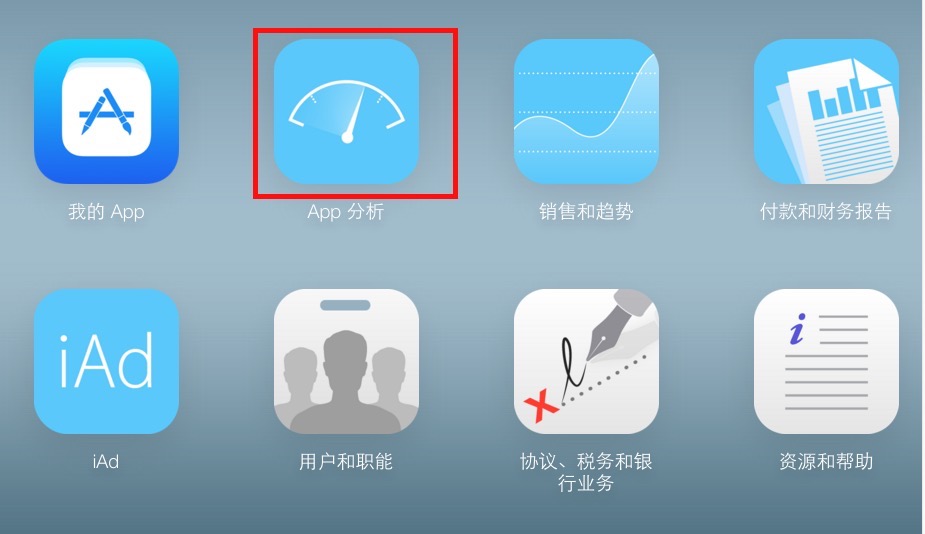 我的 App
App 分析
销售和趋势
付款和财务报告
iAd
iAd
用户和职能
协议、税务和银
行业务
资源和帮助